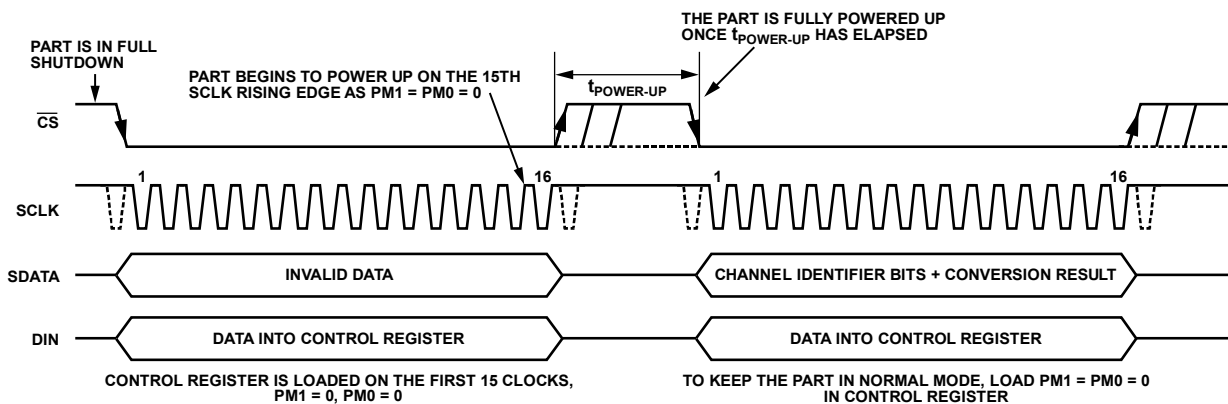 THE PART IS FULLY POWERED UP
ONCE tPOWER-UP HAS ELAPSED
PART IS IN FULL
SHUTDOWN
PART BEGINS TO POWER UP ON THE 15TH
SCLK RISING EDGE AS PM1 = PM0 = 0
tPOWER-UP
CS
1
16
1
16
SCLK
SDATA
INVALID DATA
CHANNEL IDENTIFIER BITS + CONVERSION RESULT
DIN
DATA INTO CONTROL REGISTER
DATA INTO CONTROL REGISTER
CONTROL REGISTER IS LOADED ON THE FIRST 15 CLOCKS,
PM1 = 0, PM0 = 0
TO KEEP THE PART IN NORMAL MODE, LOAD PM1 = PM0 = 0
IN CONTROL REGISTER